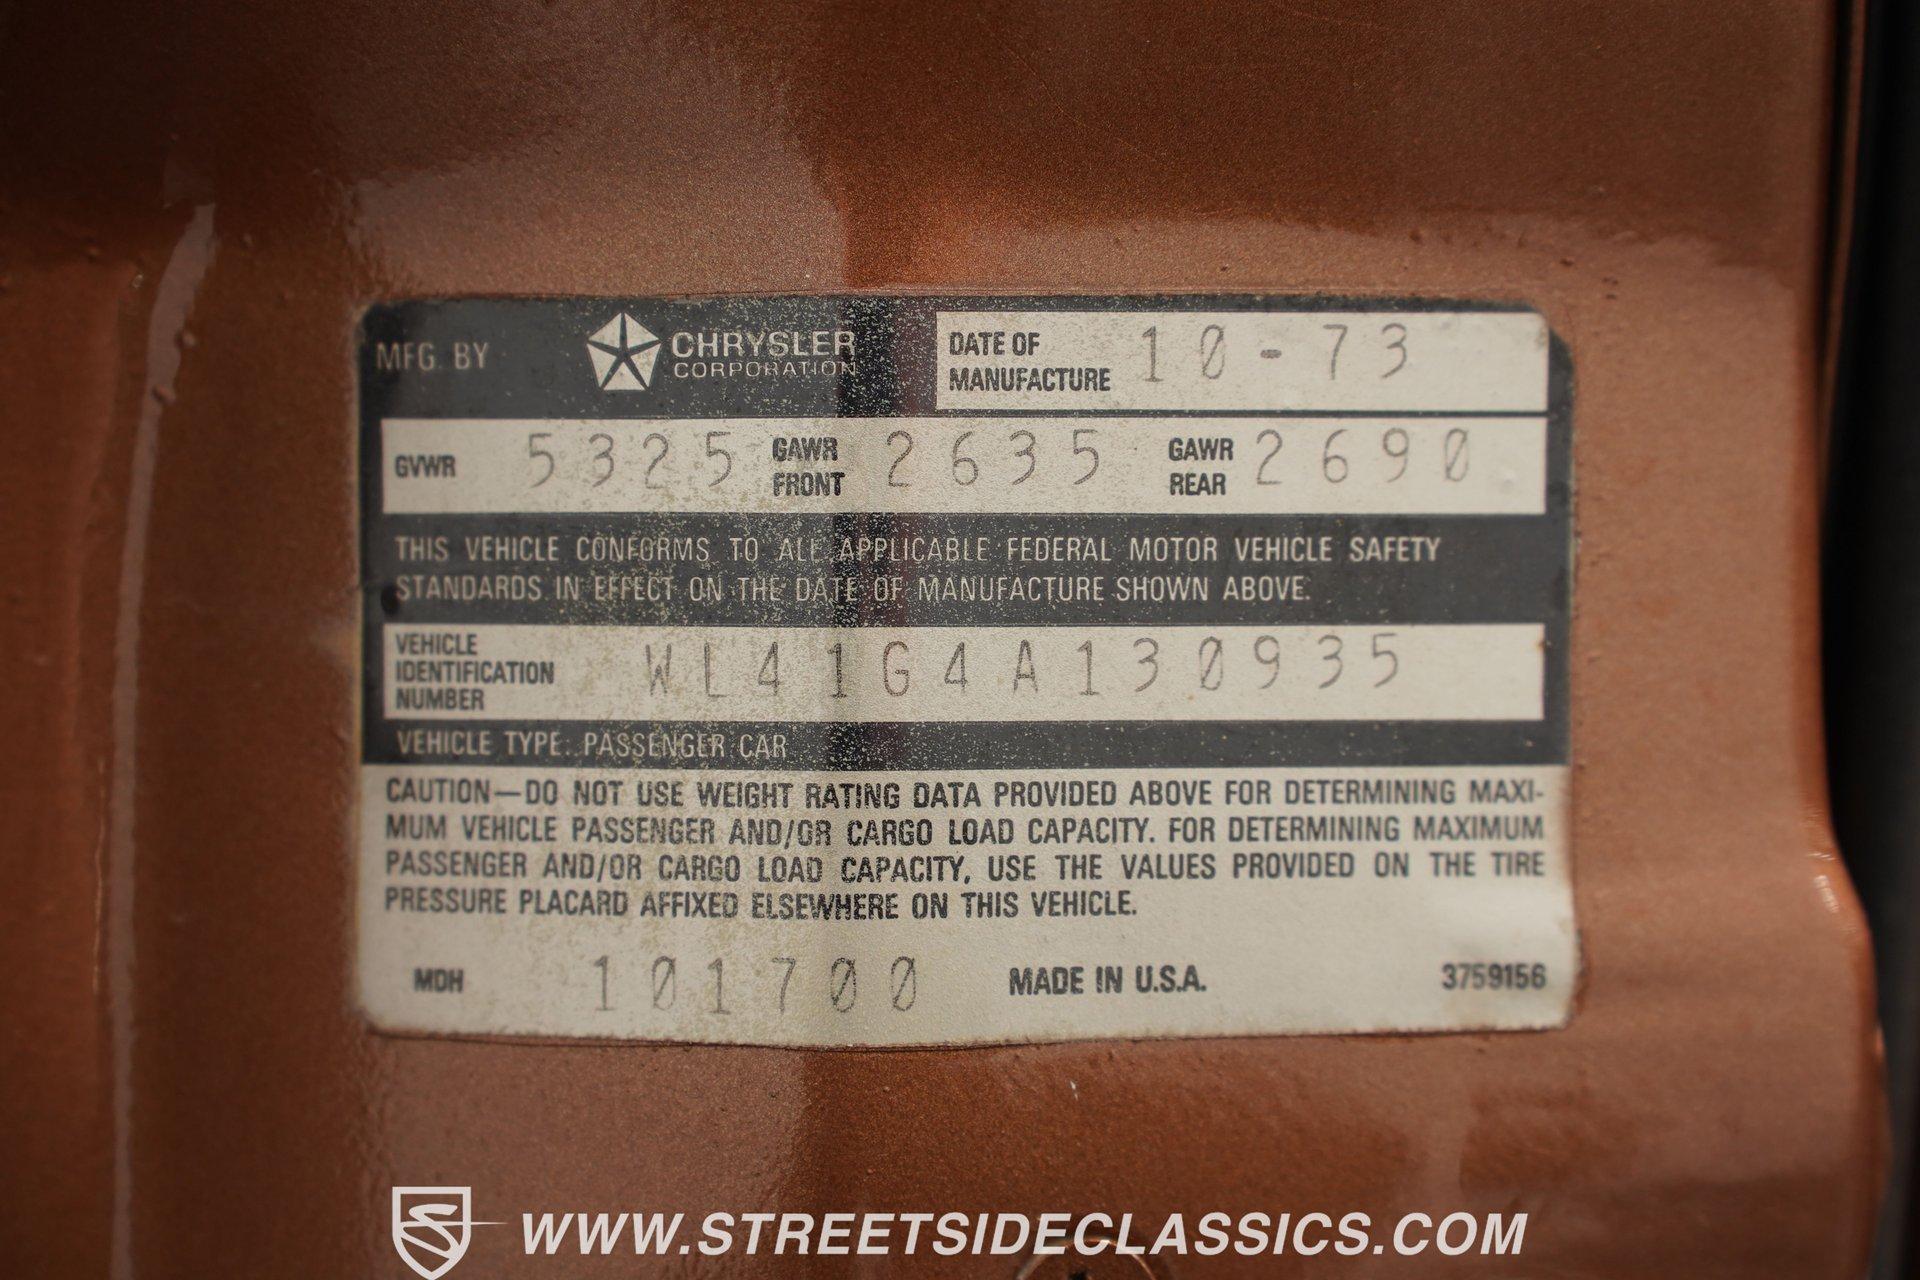 MFG. BY CHRYSLER CORPORATION DATE OF MANUFACTURE 10-73
GVWR 5325 GAWR FRONT 2635 GAWR REAR 2690
THIS VEHICLE CONFORMS TO ALL APPLICABLE FEDERAL MOTOR VEHICLE SAFETY
STANDARDS IN EFFECT ON THE DATE OF MANUFACTURE SHOWN ABOVE.
VEHICLE IDENTIFICATION NUMBER WL41G4A130935
VEHICLE TYPE: PASSENGER CAR
CAUTION—DO NOT USE WEIGHT RATING DATA PROVIDED ABOVE FOR DETERMINING MAXI-
MUM VEHICLE PASSENGER AND/OR CARGO LOAD CAPACITY. FOR DETERMINING MAXIMUM
PASSENGER AND/OR CARGO LOAD CAPACITY, USE THE VALUES PROVIDED ON THE TIRE
PRESSURE PLACARD AFFIXED ELSEWHERE ON THIS VEHICLE.
MDH 101700 MADE IN U.S.A. 3759156
WWW.STREETSIDECLASSICS.COM